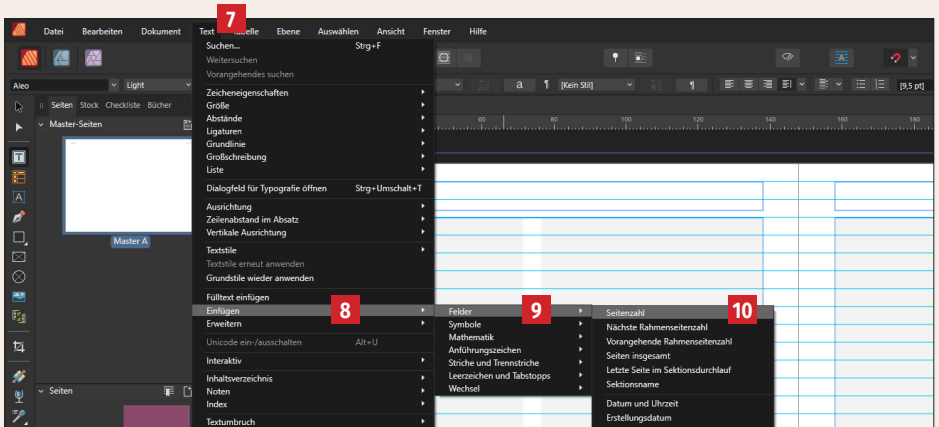 7
Datei Bearbeiten Dokument Text Tabelle Ebene Auswählen Ansicht Fenster Hilfe
Aleo Light
a [Kein Stil] [9,5 pt]
Seiten Stock Checkliste Bücher
Master-Seiten
Master A
Seiten
60 80 100 120 140 160 180
Suchen... Strg+F
Weitersuchen
Vorangehendes suchen
Zeicheneigenschaften
Größe
Abstände
Ligaturen
Grundlinie
Großschreibung
Liste
Dialogfeld für Typografie öffnen Strg+Umschalt+T
Ausrichtung
Zeilenabstand im Absatz
Vertikale Ausrichtung
Textstile
Textstile erneut anwenden
Grundstile wieder anwenden
Fülltext einfügen
Einfügen 8
Erweitern
Unicode ein-/ausschalten Alt+U
Interaktiv
Inhaltsverzeichnis
Noten
Index
Textumbruch
Felder 9
Symbole
Mathematik
Anführungszeichen
Striche und Trennstriche
Leerzeichen und Tabstopps
Wechsel
Seitenzahl 10
Nächste Rahmenseitenzahl
Vorangehende Rahmenseitenzahl
Seiten insgesamt
Letzte Seite im Sektionsdurchlauf
Sektionsname
Datum und Uhrzeit
Erstellungsdatum